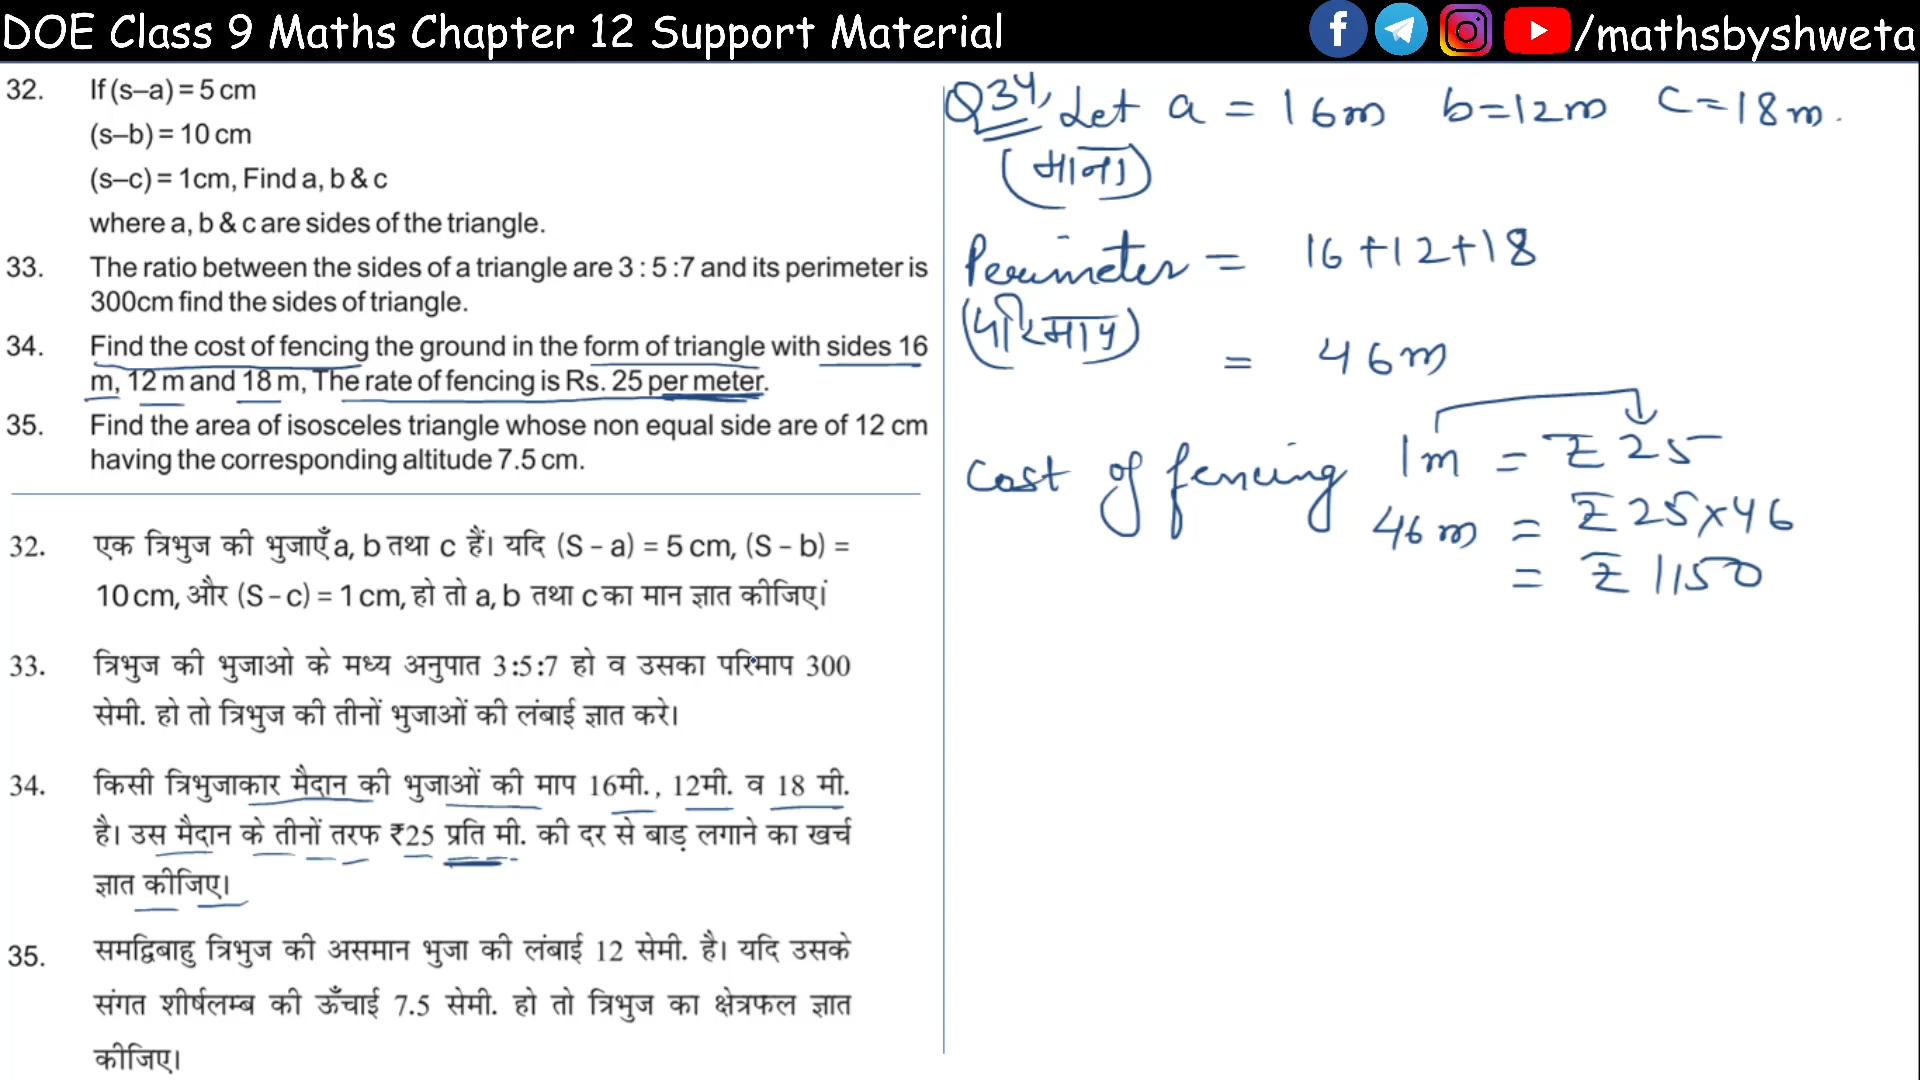 DOE Class 9 Maths Chapter 12 Support Material
/mathsbyshweta
32. If (s–a) = 5 cm
(s–b) = 10 cm
(s–c) = 1cm, Find a, b & c
where a, b & c are sides of the triangle.
33. The ratio between the sides of a triangle are 3 : 5 :7 and its perimeter is
300cm find the sides of triangle.
34. Find the cost of fencing the ground in the form of triangle with sides 16
m, 12 m and 18 m, The rate of fencing is Rs. 25 per meter.
35. Find the area of isosceles triangle whose non equal side are of 12 cm
having the corresponding altitude 7.5 cm.
32. एक त्रिभुज की भुजाएँ a, b तथा c हैं। यदि (S – a) = 5 cm, (S – b) =
10 cm, और (S – c) = 1 cm, हो तो a, b तथा c का मान ज्ञात कीजिए।
33. त्रिभुज की भुजाओ के मध्य अनुपात 3:5:7 हो व उसका परिमाप 300
सेमी. हो तो त्रिभुज की तीनों भुजाओं की लंबाई ज्ञात करे।
34. किसी त्रिभुजाकार मैदान की भुजाओं की माप 16मी., 12मी. व 18 मी.
है। उस मैदान के तीनों तरफ ₹25 प्रति मी. की दर से बाड़ लगाने का खर्च
ज्ञात कीजिए।
35. समद्विबाहु त्रिभुज की असमान भुजा की लंबाई 12 सेमी. है। यदि उसके
संगत शीर्षलम्ब की ऊँचाई 7.5 सेमी. हो तो त्रिभुज का क्षेत्रफल ज्ञात
कीजिए।
Q34, Let a = 16m b=12m c=18m.
(माना)
Perimeter = 16+12+18
(परिमाप)
= 46m
Cost of fencing 1m = ₹25
46m = ₹25×46
= ₹1150